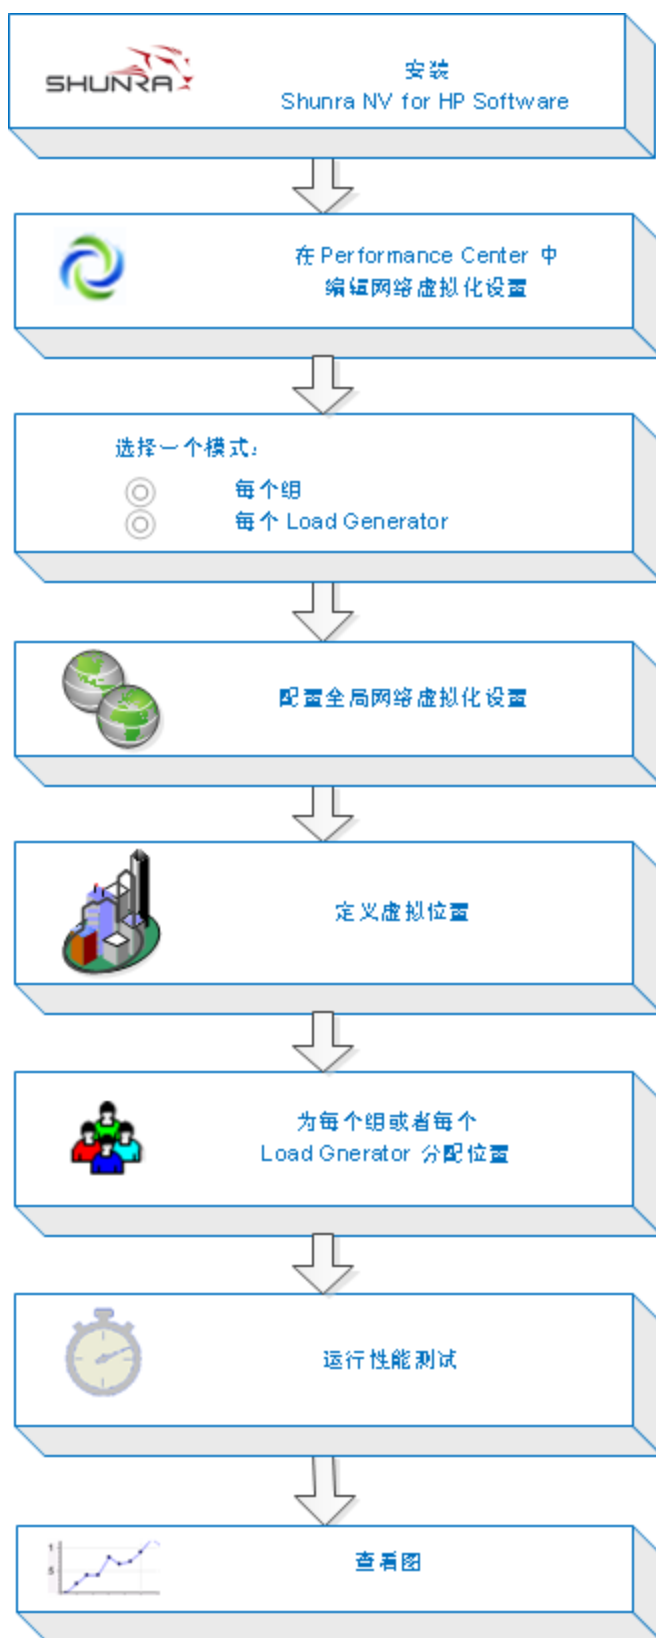 SHUNRA
安装
Shunra NV for HP Software
在 Performance Center 中
编辑网络虚拟化设置
选择一个模式：
每个组
每个 Load Generator
配置全局网络虚拟化设置
定义虚拟位置
为每个组或者每个
Load Gnerator 分配位置
运行性能测试
1
5
查看图